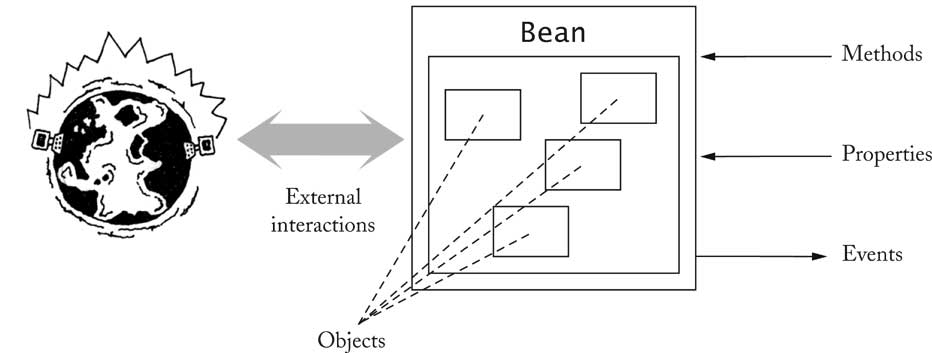 Bean
Methods
Properties
External
interactions
Events
Objects